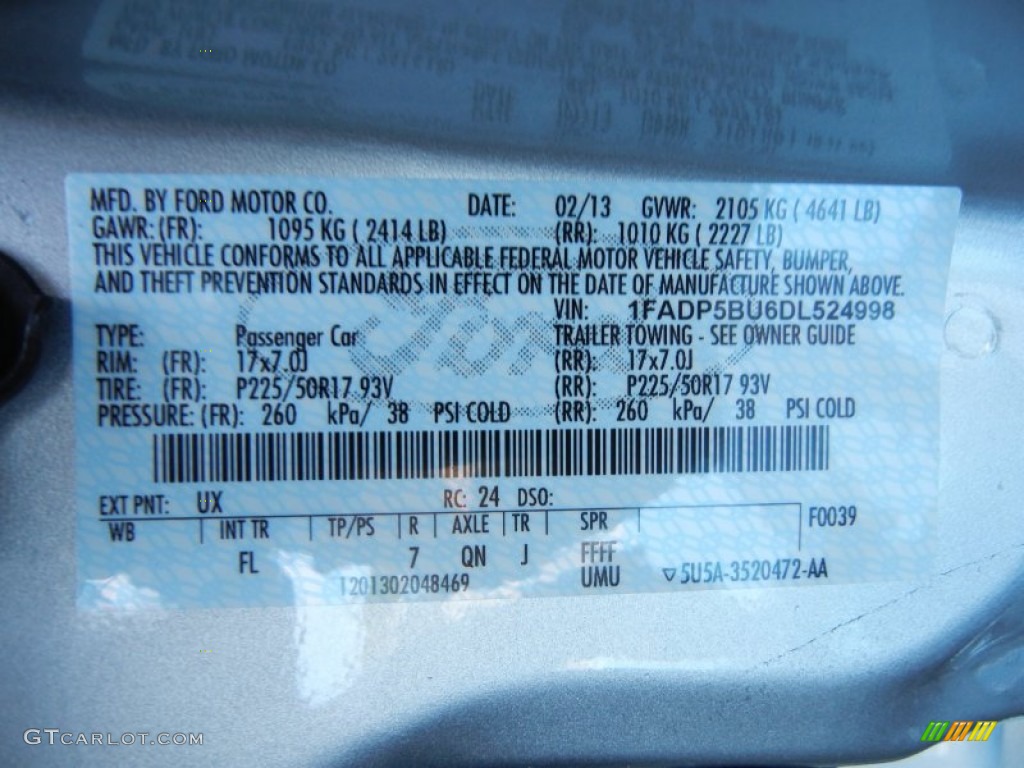 MFD. BY FORD MOTOR CO. DATE: 02/13 GVWR: 2105 KG ( 4641 LB)
GAWR: (FR): 1095 KG ( 2414 LB) (RR): 1010 KG ( 2227 LB)
THIS VEHICLE CONFORMS TO ALL APPLICABLE FEDERAL MOTOR VEHICLE SAFETY, BUMPER,
AND THEFT PREVENTION STANDARDS IN EFFECT ON THE DATE OF MANUFACTURE SHOWN ABOVE.
VIN: 1FADP5BU6DL524998
TYPE: Passenger Car TRAILER TOWING - SEE OWNER GUIDE
RIM: (FR): 17x7.0J (RR): 17x7.0J
TIRE: (FR): P225/50R17 93V (RR): P225/50R17 93V
PRESSURE: (FR): 260 kPa/ 38 PSI COLD (RR): 260 kPa/ 38 PSI COLD
EXT PNT: UX RC: 24 DSO:
WB INT TR TP/PS R AXLE TR SPR F0039
FL 7 QN J FFFF
1201302048469 UMU ▽5U5A-3520472-AA
Ford
GTCARLOT.COM